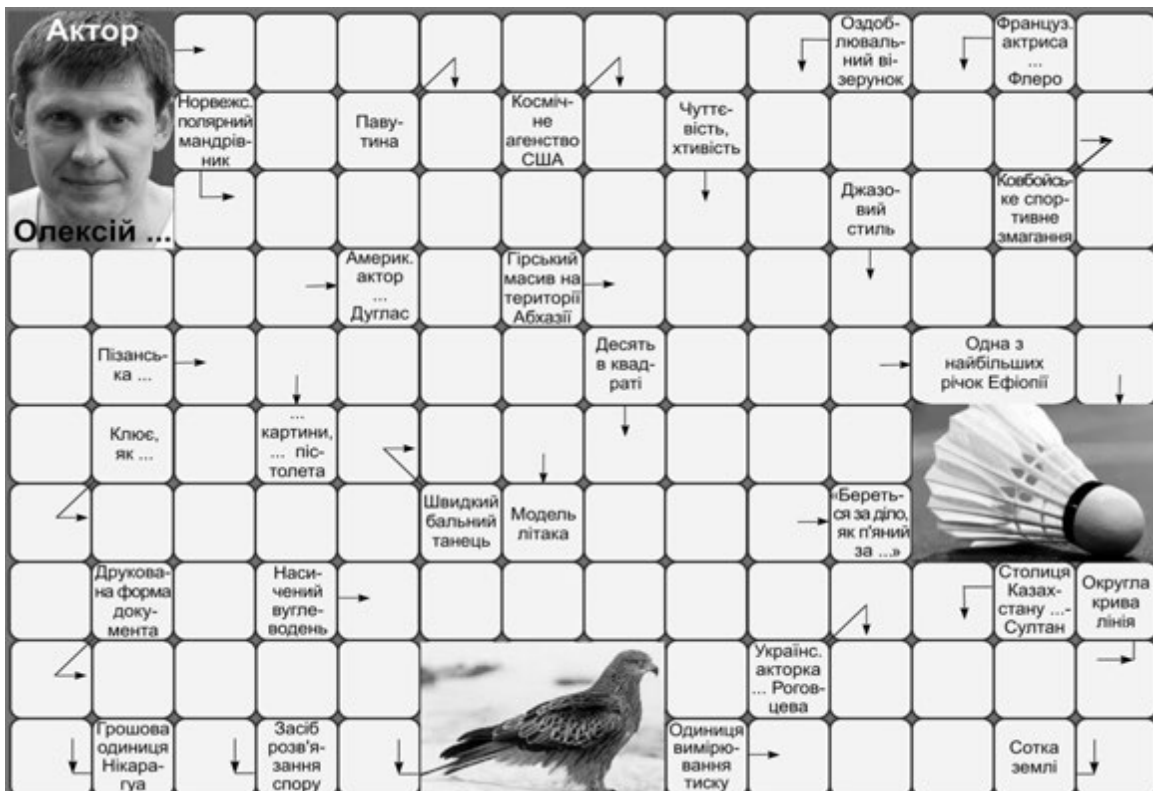 Актор
Олексій ...
Оздоб-
люваль-
ний ві-
зерунок
Француз.
актриса
...
Флеро
Норвежс.
полярний
мандрів-
ник
Паву-
тина
Косміч-
не
агенство
США
Чуттє-
вість,
хтивість
Джазо-
вий
стиль
Ковбойсь-
ке спор-
тивне
змагання
Америк.
актор
...
Дуглас
Гірський
масив на
території
Абхазії
Пізансь-
ка ...
Десять
в квад-
раті
Одна з
найбільших
річок Ефіопії
Клює,
як ...
...
картини,
... піс-
толета
Швидкий
бальний
танець
Модель
літака
«Береть-
ся за діло,
як п'яний
за ...»
Друкова-
на форма
доку-
мента
Наси-
чений
вугле-
водень
Столиця
Казах-
стану ...-
Султан
Округла
крива
лінія
Українс.
акторка
... Рогов-
цева
Грошова
одиниця
Нікара-
гуа
Засіб
розв'я-
зання
спору
Одиниця
вимірю-
вання
тиску
Сотка
землі